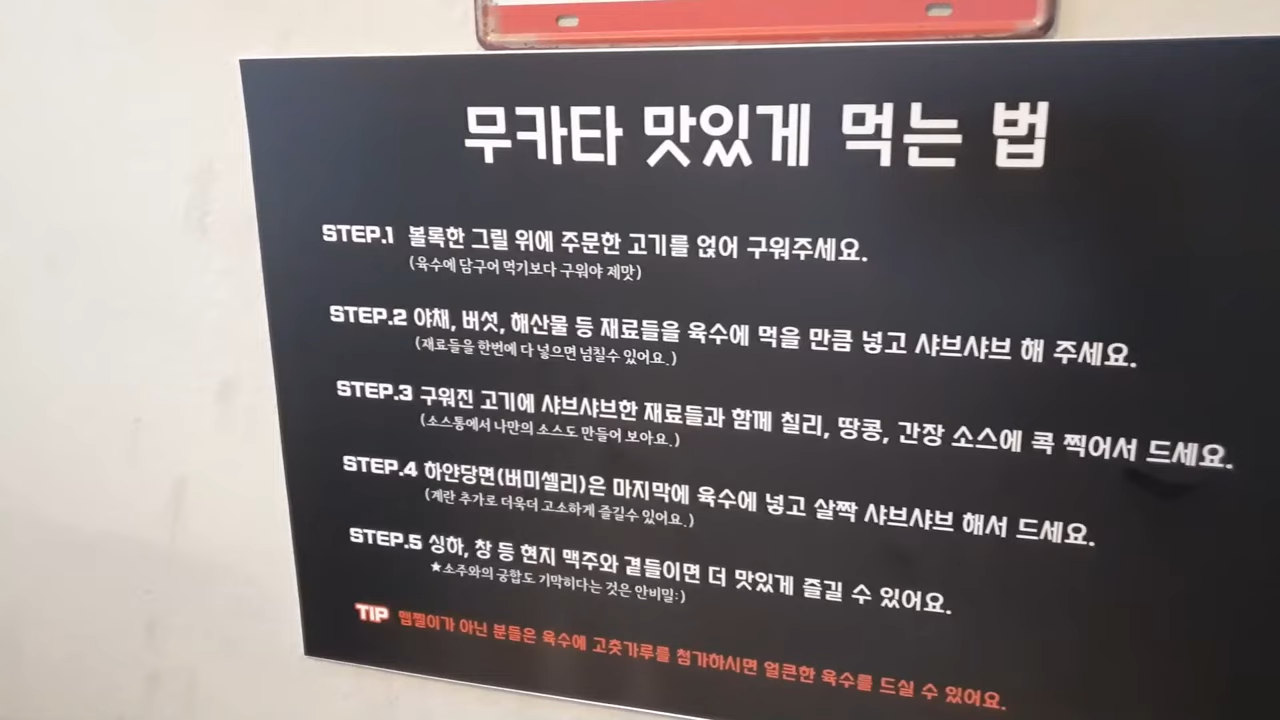 무카타 맛있게 먹는 법
STEP.1 볼록한 그릴 위에 주문한 고기를 얹어 구워주세요.
(육수에 담구어 먹기보다 구워야 제맛)
STEP.2 야채, 버섯, 해산물 등 재료들을 육수에 먹을 만큼 넣고 샤브샤브 해 주세요.
(재료들을 한번에 다 넣으면 넘칠수 있어요.)
STEP.3 구워진 고기에 샤브샤브한 재료들과 함께 칠리, 땅콩, 간장 소스에 콕 찍어서 드세요.
(소스통에서 나만의 소스도 만들어 보아요.)
STEP.4 하얀당면(버미셀리)은 마지막에 육수에 넣고 살짝 샤브샤브 해서 드세요.
(계란 추가로 더욱더 고소하게 즐길수 있어요.)
STEP.5 싱하, 창 등 현지 맥주와 곁들이면 더 맛있게 즐길 수 있어요.
★소주와의 궁합도 기막히다는 것은 안비밀:)
TIP 맵찔이가 아닌 분들은 육수에 고춧가루를 첨가하시면 얼큰한 육수를 드실 수 있어요.